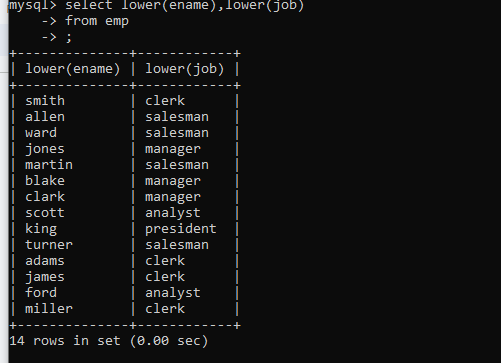 mysql> select lower(ename),lower(job)
    -> from emp
    -> ;
+--------------+------------+
| lower(ename) | lower(job) |
+--------------+------------+
| smith        | clerk      |
| allen        | salesman   |
| ward         | salesman   |
| jones        | manager    |
| martin       | salesman   |
| blake        | manager    |
| clark        | manager    |
| scott        | analyst    |
| king         | president  |
| turner       | salesman   |
| adams        | clerk      |
| james        | clerk      |
| ford         | analyst    |
| miller       | clerk      |
+--------------+------------+
14 rows in set (0.00 sec)